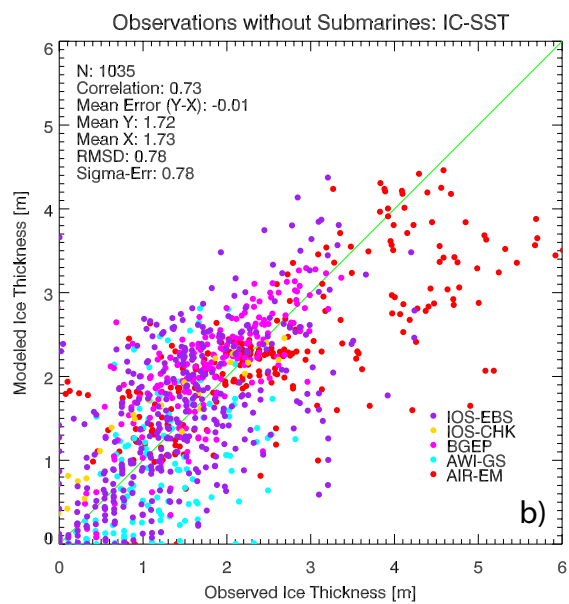 Observations without Submarines: IC-SST
6
5
4
3
2
1
0
Modeled Ice Thickness [m]
N: 1035
Correlation: 0.73
Mean Error (Y-X): -0.01
Mean Y: 1.72
Mean X: 1.73
RMSD: 0.78
Sigma-Err: 0.78
IOS-EBS
IOS-CHK
BGEP
AWI-GS
AIR-EM
b)
0 1 2 3 4 5 6
Observed Ice Thickness [m]